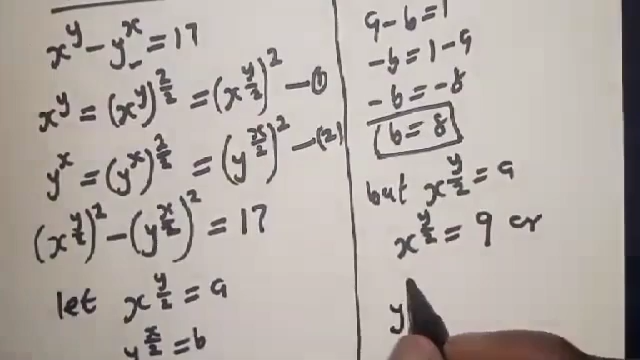 x^y - y^x = 17
x^y = (x^y)^{2/2} = (x^{y/2})^2 —①
y^x = (y^x)^{2/2} = (y^{x/2})^2 —(2)
(x^{y/2})^2 - (y^{x/2})^2 = 17
let x^{y/2} = a
y^{x/2} = b
9 - b = 1
-b = 1 - 9
-b = -8
b = 8
but x^{y/2} = a
x^{y/2} = 9 or
y